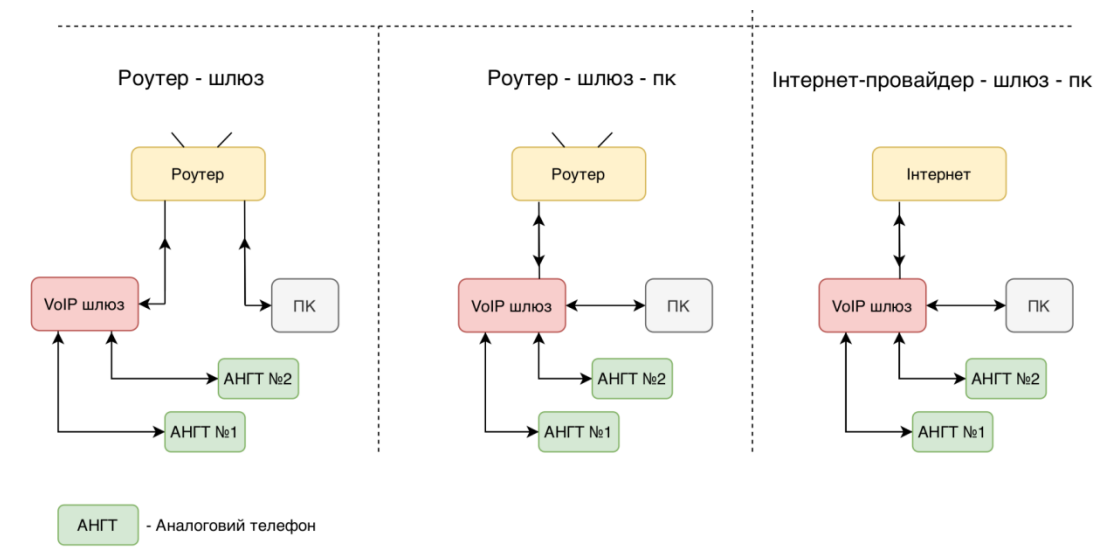 Роутер - шлюз
Роутер
VoIP шлюз
ПК
АНГТ №2
АНГТ №1
Роутер - шлюз - пк
Роутер
VoIP шлюз
ПК
АНГТ №2
АНГТ №1
Інтернет-провайдер - шлюз - пк
Інтернет
VoIP шлюз
ПК
АНГТ №2
АНГТ №1
АНГТ - Аналоговий телефон